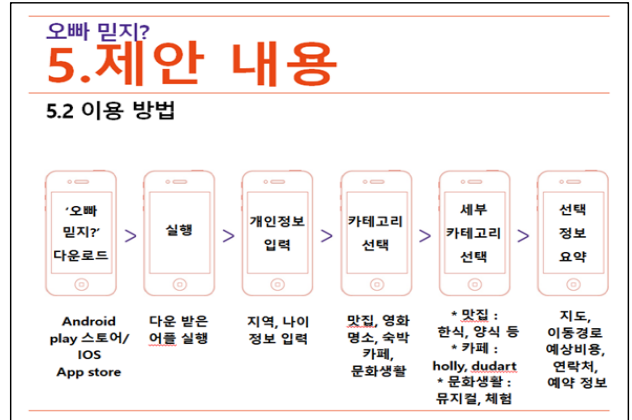 오빠 믿지?
5.제안 내용
5.2 이용 방법
'오빠
믿지?'
다운로드
>
실행
>
개인정보
입력
>
카테고리
선택
>
세부
카테고리
선택
>
선택
정보
요약
Android
play 스토어/
IOS
App store
다운 받은
어플 실행
지역, 나이
정보 입력
맛집, 영화
명소, 숙박
카페,
문화생활
* 맛집 :
한식, 양식 등
* 카페 :
holly, dudart
* 문화생활 :
뮤지컬, 체험
지도,
이동경로
예상비용,
연락처,
예약 정보